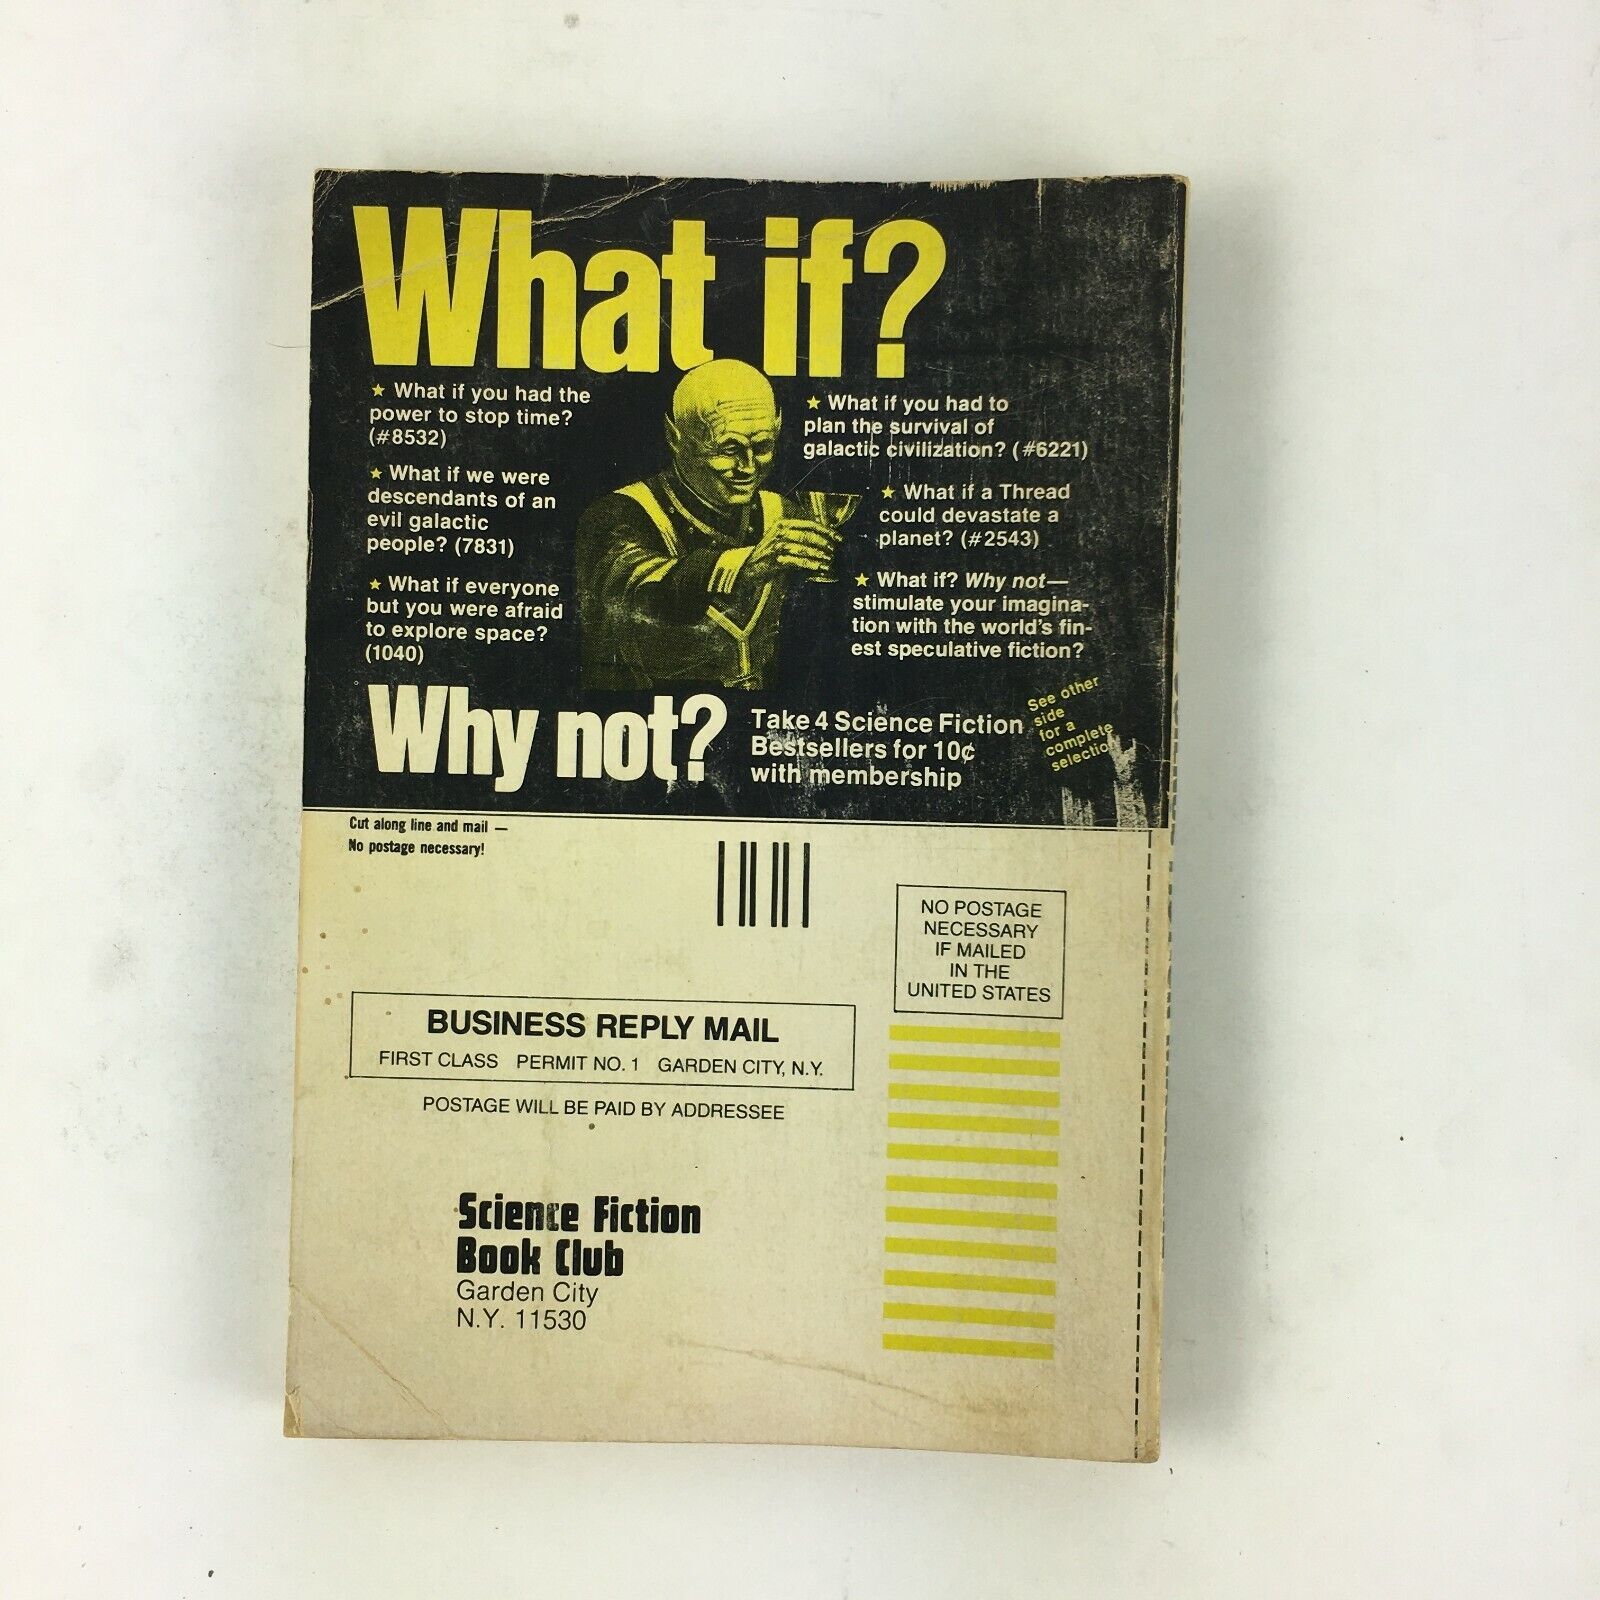 What if?
★ What if you had the
power to stop time?
(#8532)
★ What if we were
descendants of an
evil galactic
people? (7831)
★ What if everyone
but you were afraid
to explore space?
(1040)
★ What if you had to
plan the survival of
galactic civilization? (#6221)
★ What if a Thread
could devastate a
planet? (#2543)
★ What if? Why not—
stimulate your imagina-
tion with the world's fin-
est speculative fiction?
Why not?
Take 4 Science Fiction
Bestsellers for 10¢
with membership
See other
side
for a
complete
selection
Cut along line and mail —
No postage necessary!
NO POSTAGE
NECESSARY
IF MAILED
IN THE
UNITED STATES
BUSINESS REPLY MAIL
FIRST CLASS PERMIT NO. 1 GARDEN CITY, N.Y.
POSTAGE WILL BE PAID BY ADDRESSEE
Science Fiction
Book Club
Garden City
N.Y. 11530